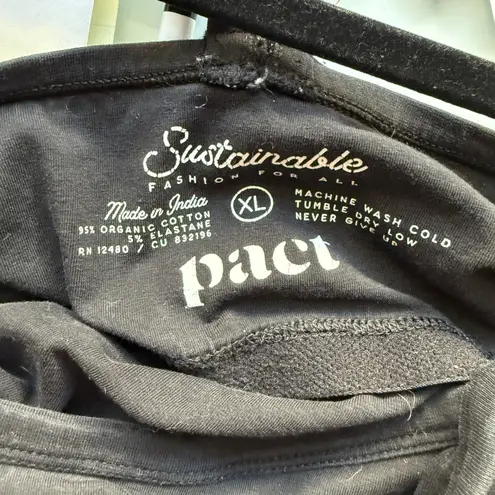 Sustainable
FASHION FOR ALL
Made in India
95% ORGANIC COTTON
5% ELASTANE
RN 12480 / CU 832196
XL
MACHINE WASH COLD
TUMBLE DRY LOW
NEVER GIVE UP
pact